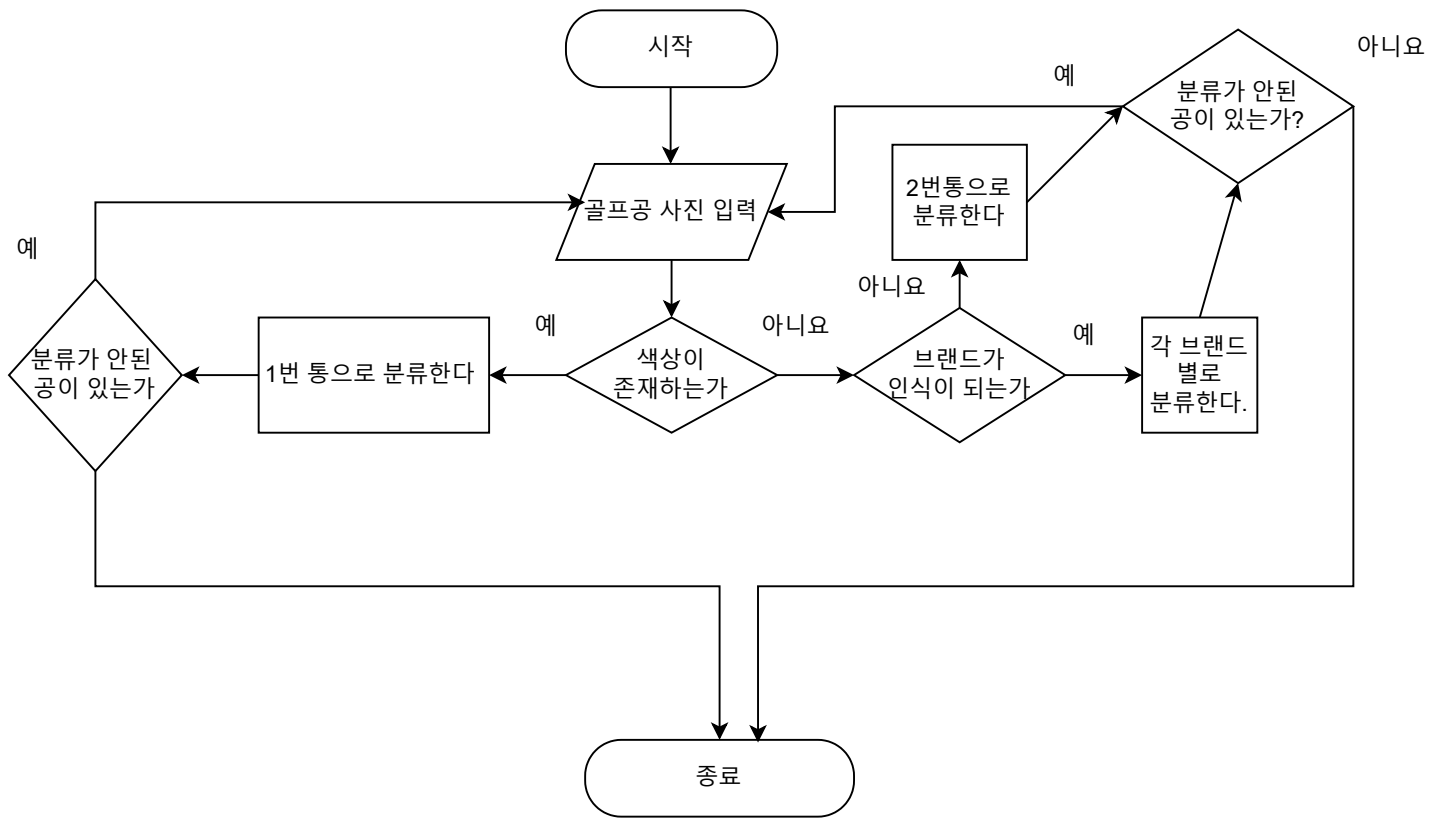 시작
아니요
예
분류가 안된
공이 있는가?
2번통으로
분류한다
골프공 사진 입력
예
아니요
예
아니요
예
분류가 안된
공이 있는가
1번 통으로 분류한다
색상이
존재하는가
브랜드가
인식이 되는가
각 브랜드
별로
분류한다.
종료